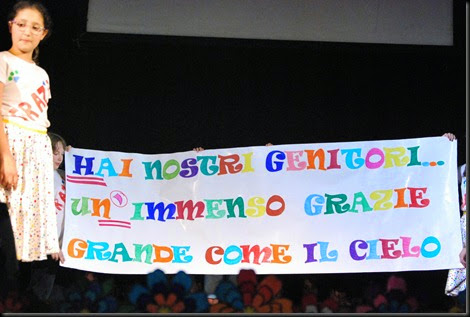 HAI NOSTRI GENITORI...
UN IMMENSO GRAZIE
GRANDE COME IL CIELO